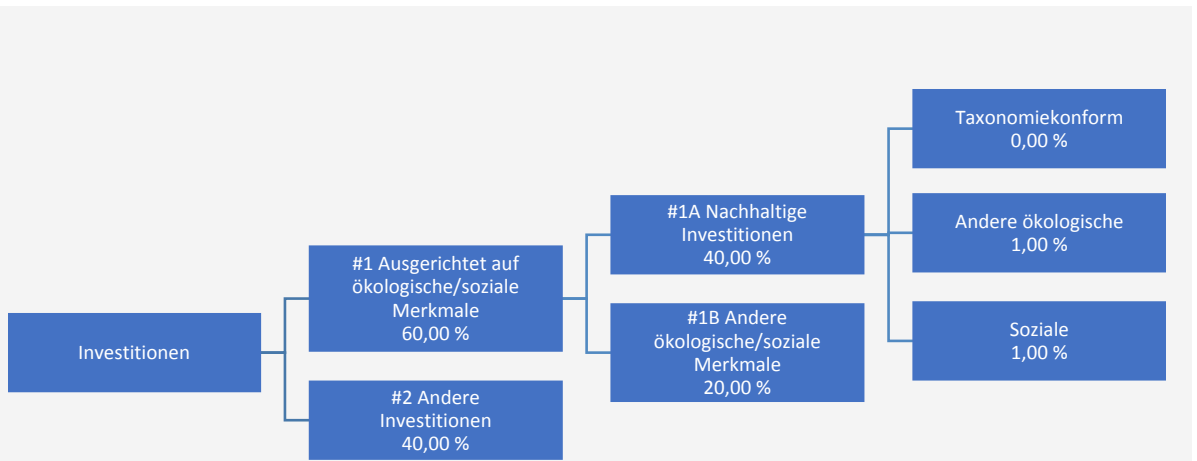 Investitionen
#1 Ausgerichtet auf
ökologische/soziale
Merkmale
60,00 %
#2 Andere
Investitionen
40,00 %
#1A Nachhaltige
Investitionen
40,00 %
#1B Andere
ökologische/soziale
Merkmale
20,00 %
Taxonomiekonform
0,00 %
Andere ökologische
1,00 %
Soziale
1,00 %